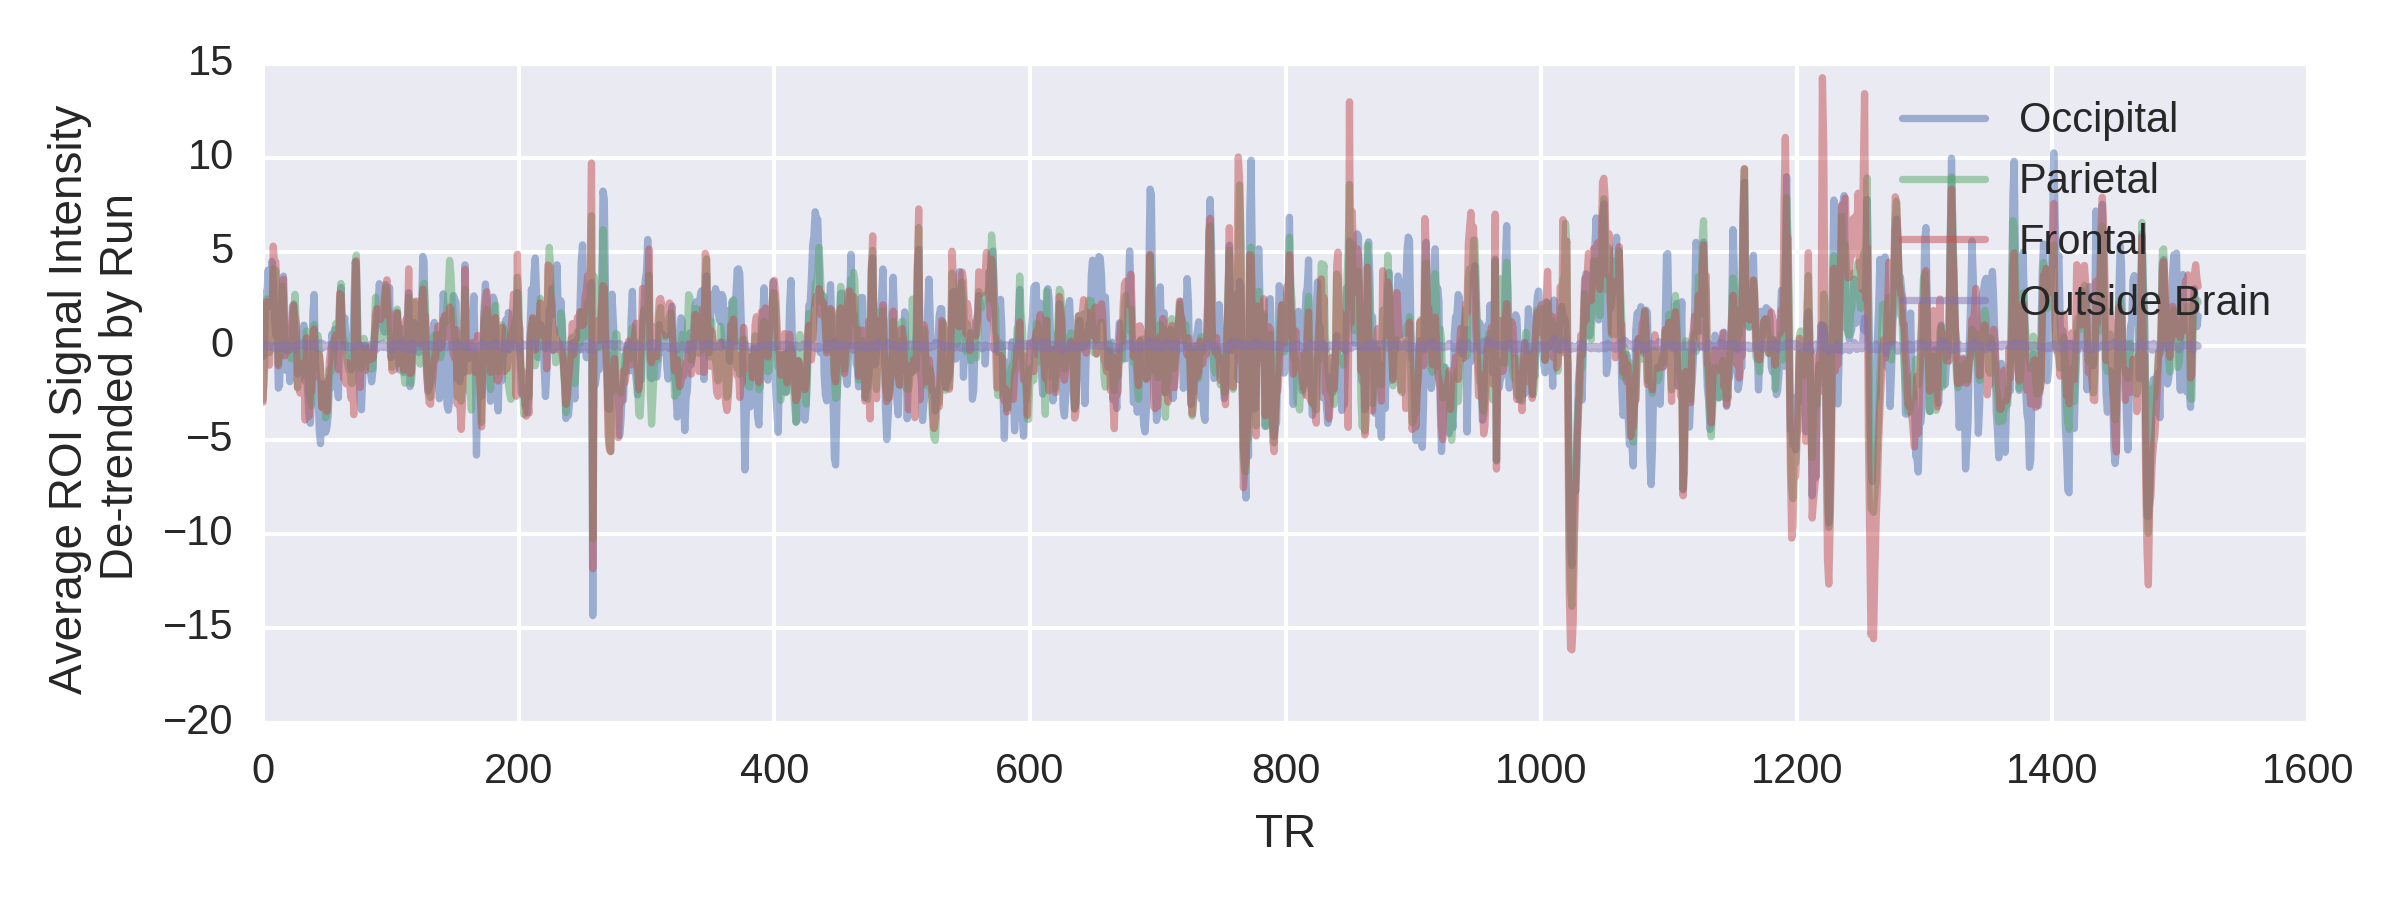 Average ROI Signal Intensity
De-trended by Run
15
10
5
0
−5
−10
−15
−20
Occipital
Parietal
Frontal
Outside Brain
0 200 400 600 800 1000 1200 1400 1600
TR